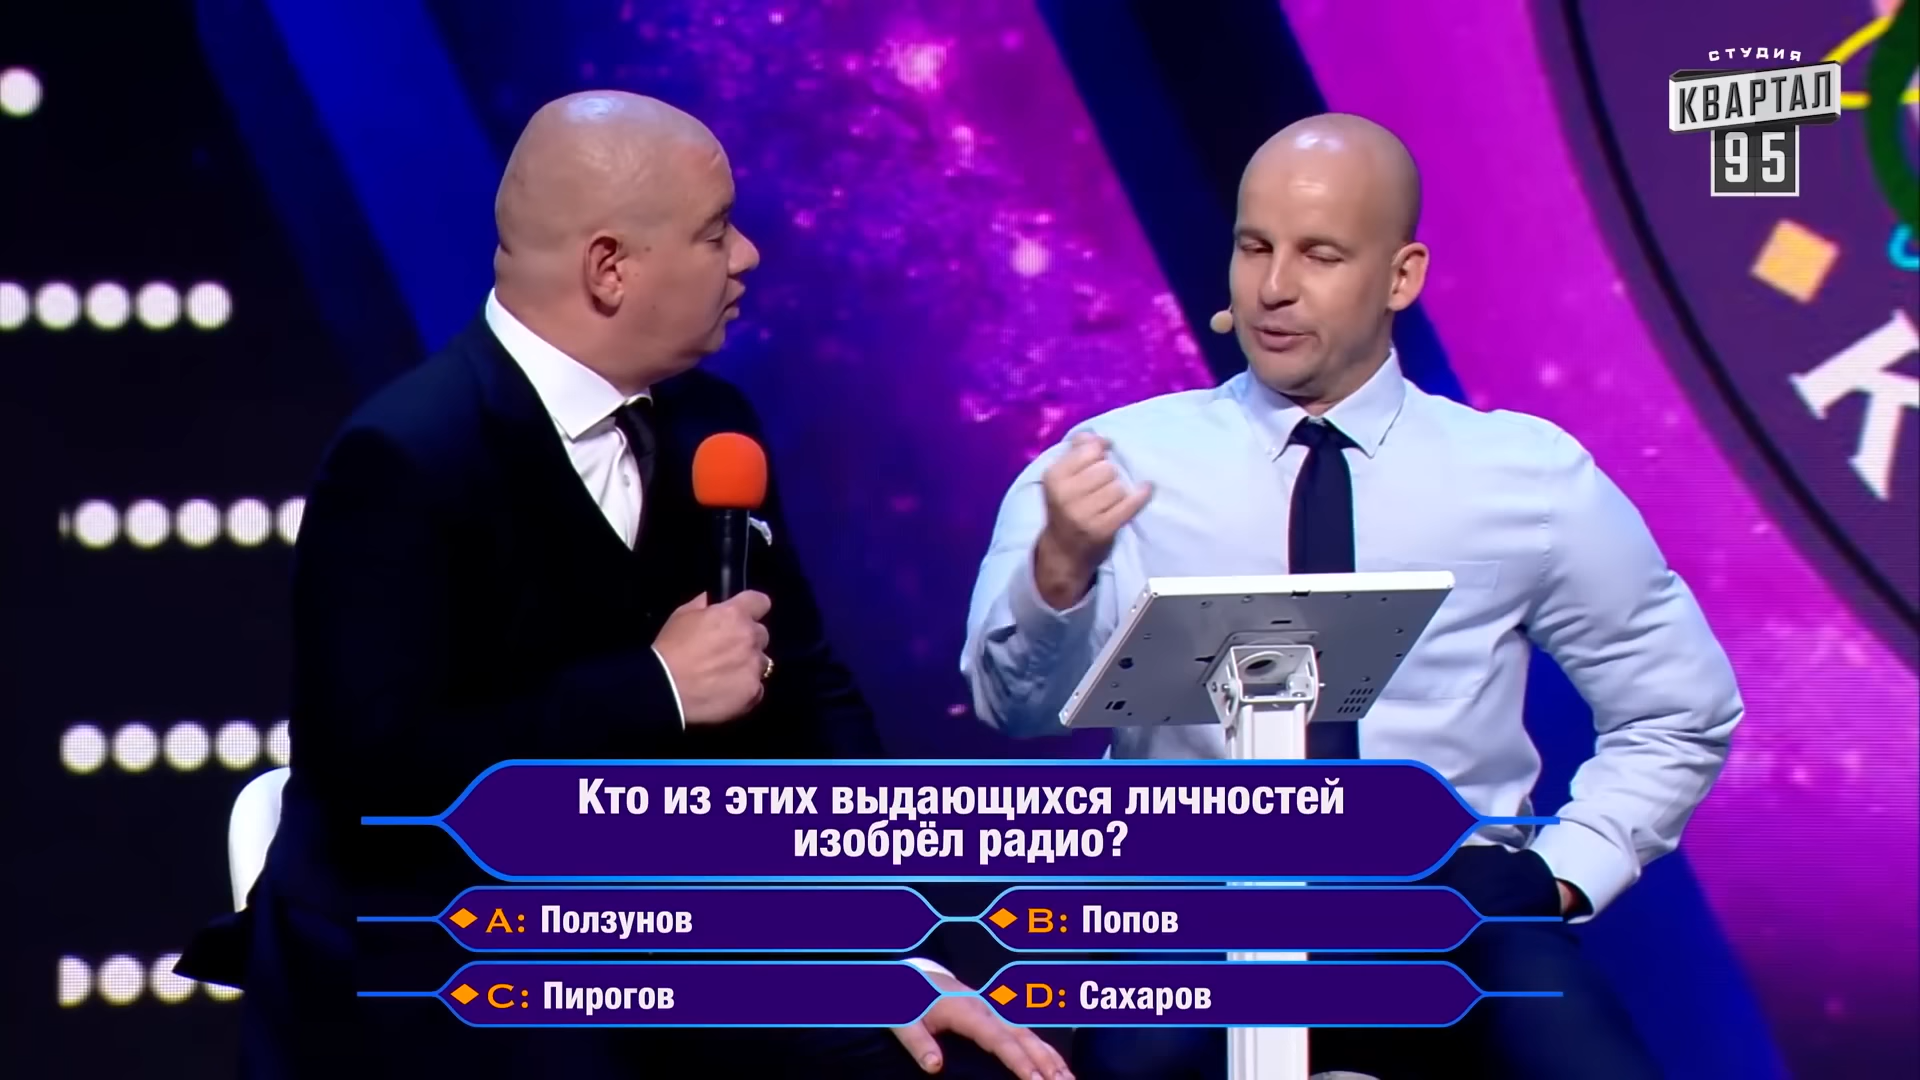 СТУДИЯ
КВАРТАЛ
95
К
Кто из этих выдающихся личностей
изобрёл радио?
A: Ползунов
B: Попов
C: Пирогов
D: Сахаров